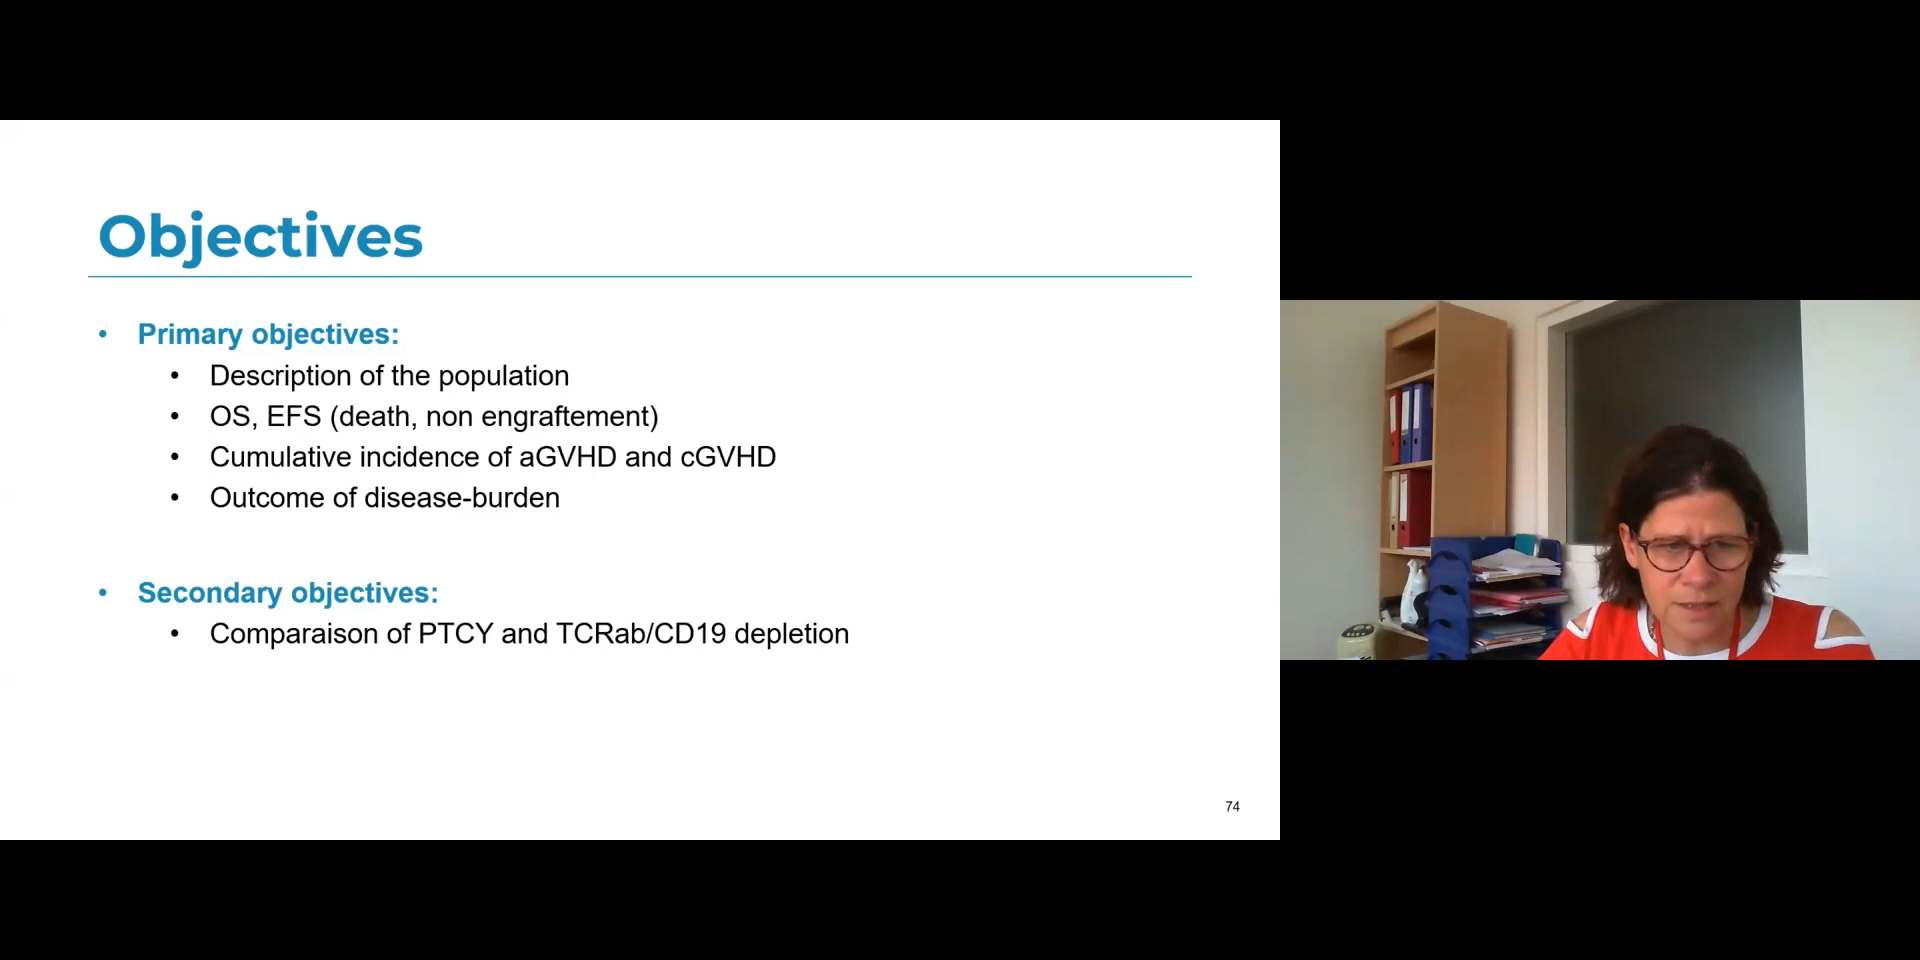 Objectives
• Primary objectives:
• Description of the population
• OS, EFS (death, non engraftement)
• Cumulative incidence of aGVHD and cGVHD
• Outcome of disease-burden
• Secondary objectives:
• Comparaison of PTCY and TCRab/CD19 depletion
74